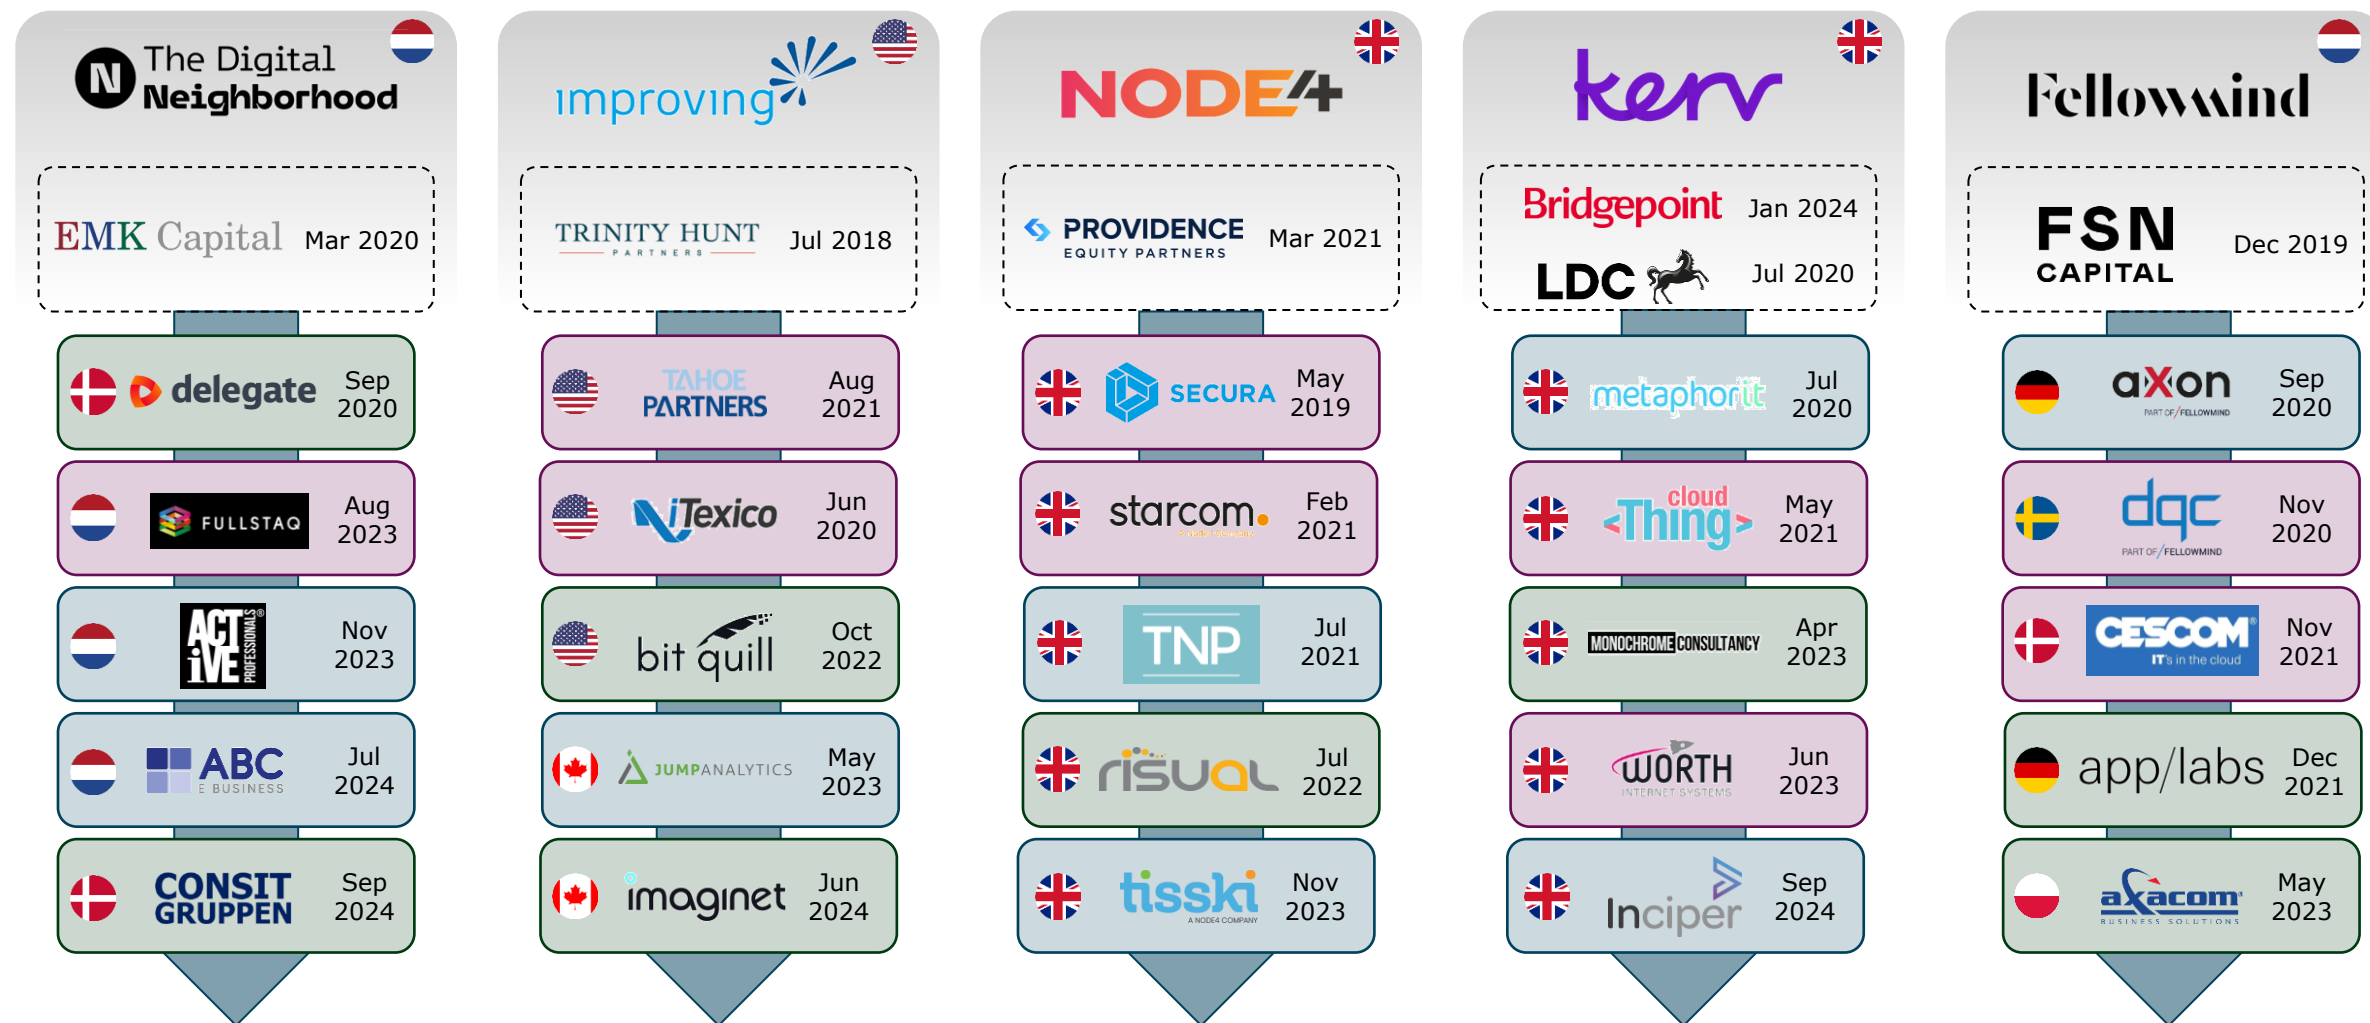 N The Digital
Neighborhood
EMK Capital Mar 2020
delegate Sep
2020
FULLSTAQ Aug
2023
ACTiVE PROFESSIONALS® Nov
2023
ABC
E BUSINESS Jul
2024
CONSIT
GRUPPEN Sep
2024
improving
TRINITY HUNT
PARTNERS Jul 2018
TAHOE
PARTNERS Aug
2021
iTexico Jun
2020
bit quill Oct
2022
JUMPANALYTICS May
2023
imaginet Jun
2024
NODE4
PROVIDENCE
EQUITY PARTNERS Mar 2021
SECURA May
2019
starcom. Feb
2021
TNP Jul
2021
risual Jul
2022
tisski
A NODE4 COMPANY Nov
2023
kerv
Bridgepoint Jan 2024
LDC Jul 2020
metaphorit Jul
2020
cloud
<Thing> May
2021
MONOCHROME CONSULTANCY Apr
2023
WORTH
INTERNET SYSTEMS Jun
2023
Inciper Sep
2024
Fellowmind
FSN
CAPITAL Dec 2019
axon
PART OF/FELLOWMIND Sep
2020
dqc
PART OF/FELLOWMIND Nov
2020
CESCOM®
IT's in the cloud Nov
2021
app/labs Dec
2021
axacom
BUSINESS SOLUTIONS May
2023